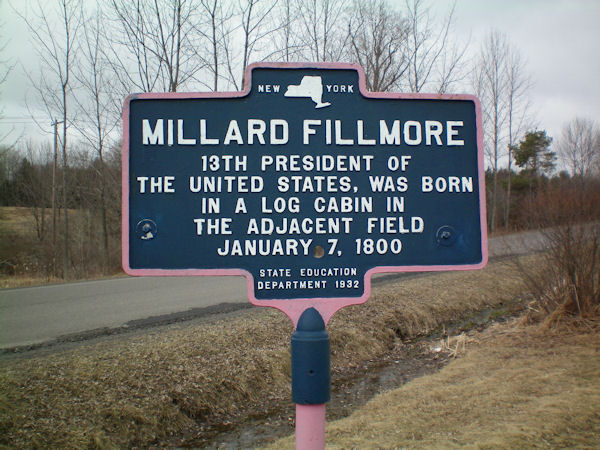 NEW YORK
MILLARD FILLMORE
13TH PRESIDENT OF
THE UNITED STATES, WAS BORN
IN A LOG CABIN IN
THE ADJACENT FIELD
JANUARY 7, 1800
STATE EDUCATION
DEPARTMENT 1932